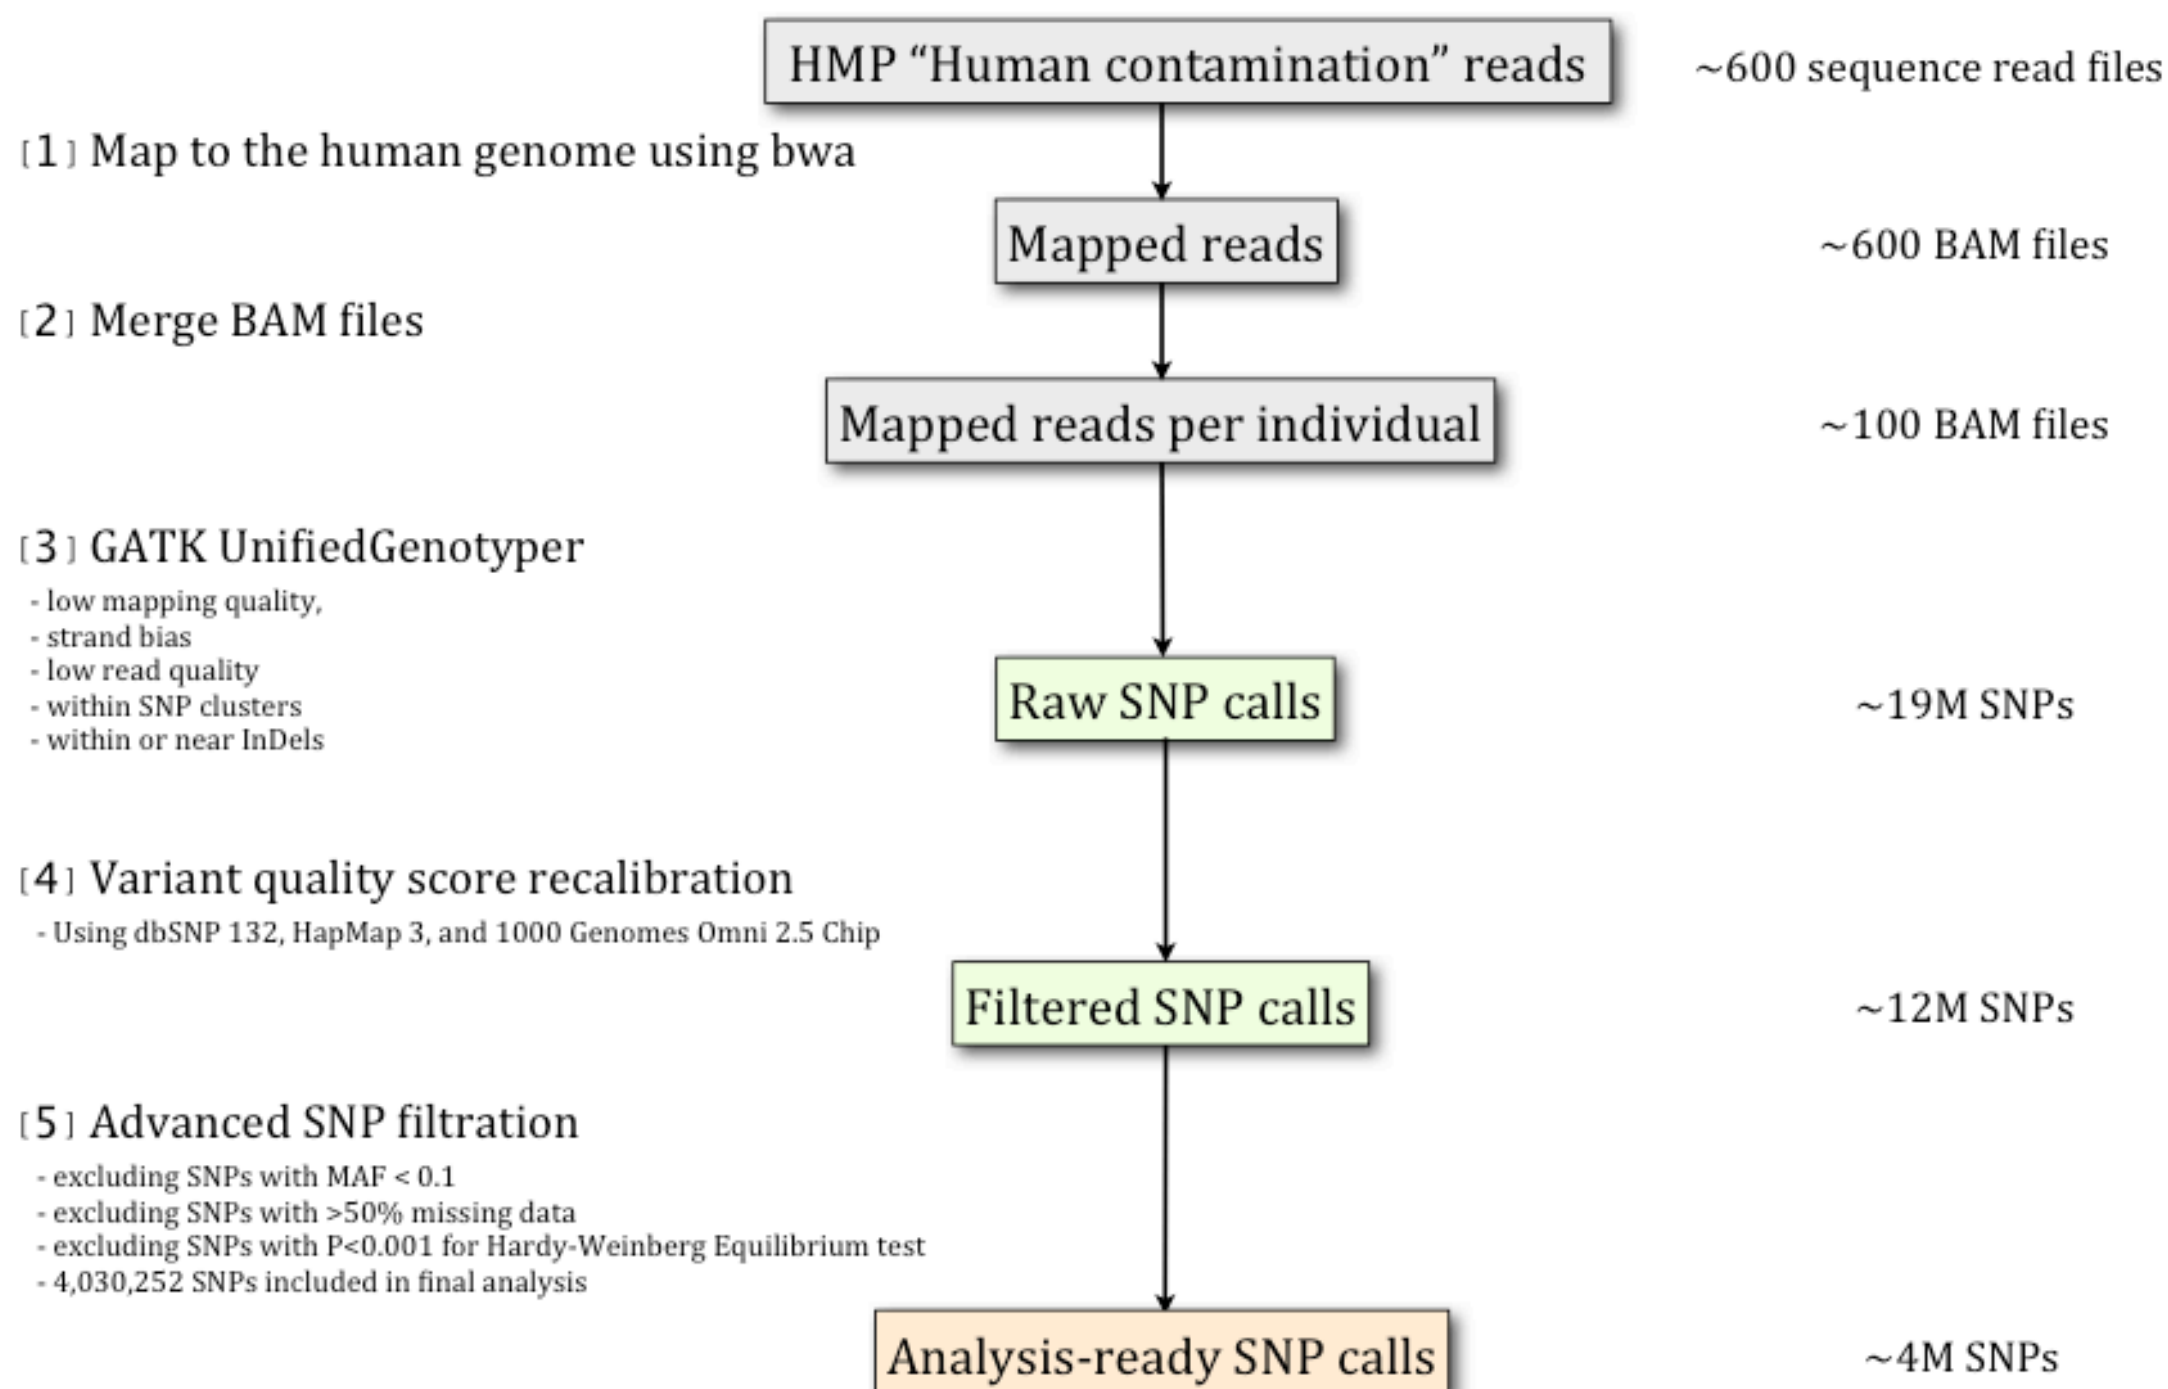 HMP “Human contamination” reads
~600 sequence read files
[1] Map to the human genome using bwa
Mapped reads
~600 BAM files
[2] Merge BAM files
Mapped reads per individual
~100 BAM files
[3] GATK UnifiedGenotyper
- low mapping quality,
- strand bias
- low read quality
- within SNP clusters
- within or near InDels
Raw SNP calls
~19M SNPs
[4] Variant quality score recalibration
- Using dbSNP 132, HapMap 3, and 1000 Genomes Omni 2.5 Chip
Filtered SNP calls
~12M SNPs
[5] Advanced SNP filtration
- excluding SNPs with MAF < 0.1
- excluding SNPs with >50% missing data
- excluding SNPs with P<0.001 for Hardy-Weinberg Equilibrium test
- 4,030,252 SNPs included in final analysis
Analysis-ready SNP calls
~4M SNPs